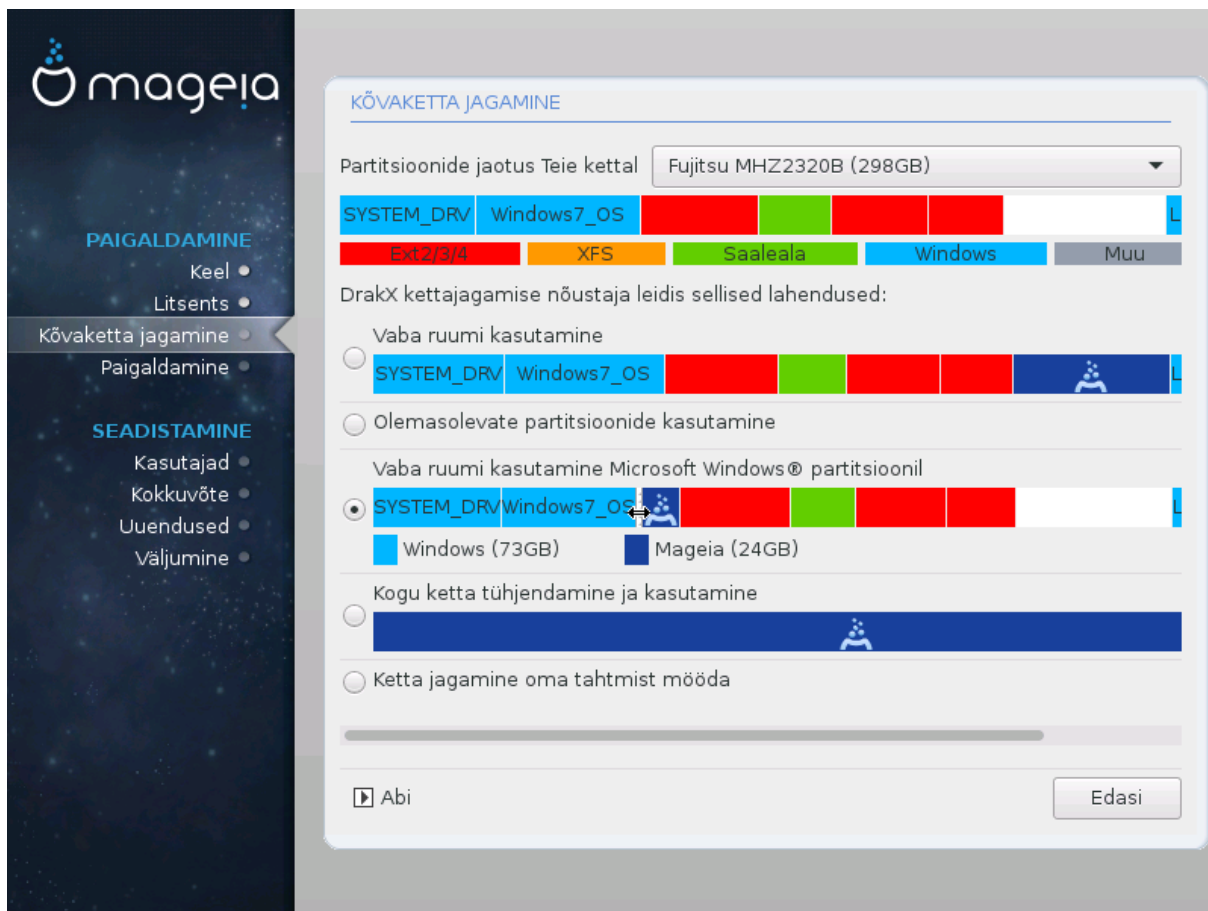 mageia
PAIGALDAMINE
Keel
Litsents
Kõvaketta jagamine
Paigaldamine
SEADISTAMINE
Kasutajad
Kokkuvõte
Uuendused
Väljumine
KÕVAKETTA JAGAMINE
Partitsioonide jaotus Teie kettal Fujitsu MHZ2320B (298GB)
SYSTEM_DRV Windows7_OS L
Ext2/3/4 XFS Saaleala Windows Muu
DrakX kettajagamise nõustaja leidis sellised lahendused:
Vaba ruumi kasutamine
SYSTEM_DRV Windows7_OS L
Olemasolevate partitsioonide kasutamine
Vaba ruumi kasutamine Microsoft Windows® partitsioonil
SYSTEM_DRV Windows7_OS L
Windows (73GB) Mageia (24GB)
Kogu ketta tühjendamine ja kasutamine
Ketta jagamine oma tahtmist mööda
Abi Edasi